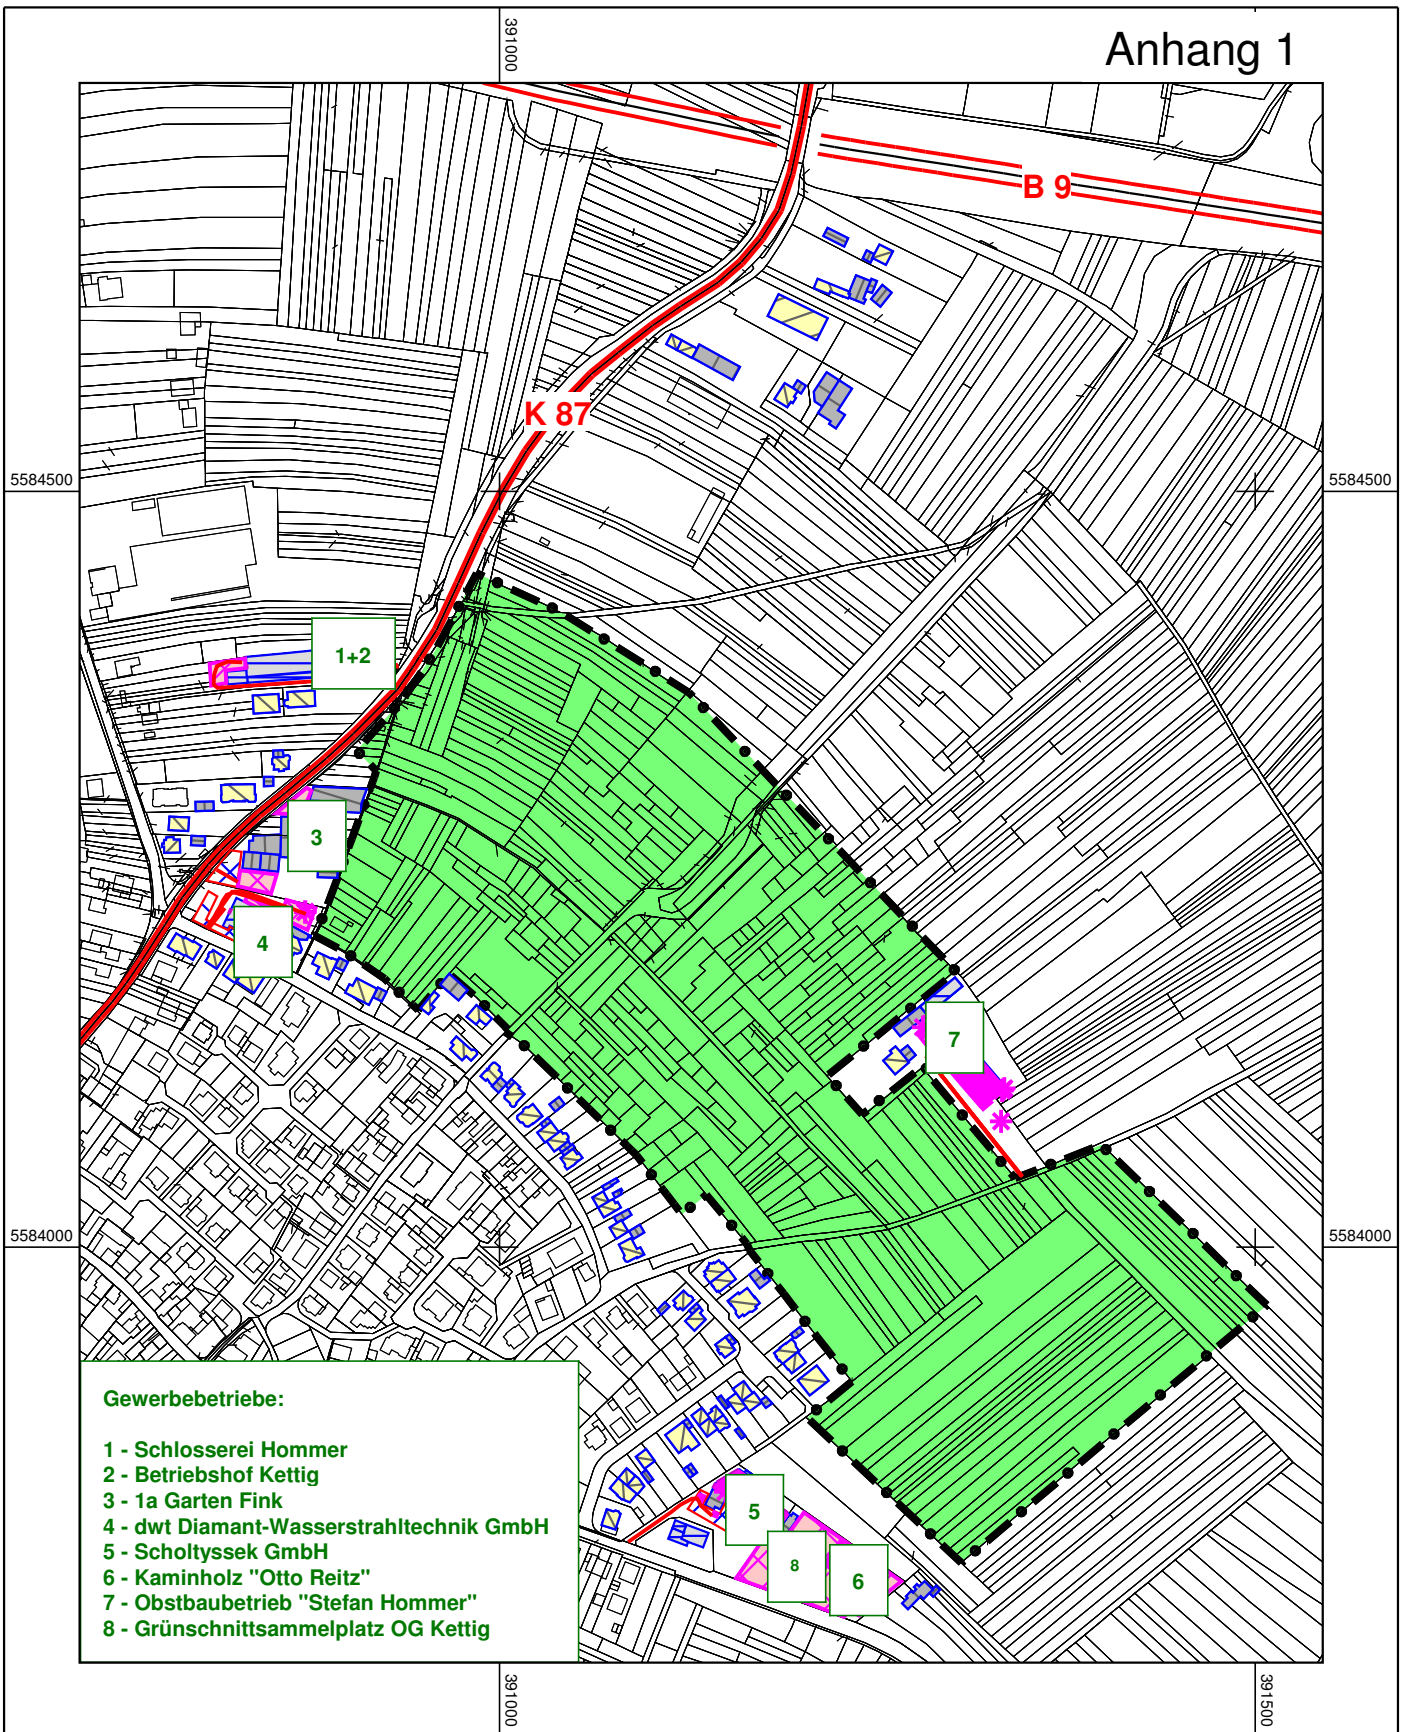 Anhang 1
391000
B 9
K 87
5584500
5584500
1+2
3
4
7
5584000
5584000
5
8
6
Gewerbebetriebe:
1 - Schlosserei Hommer
2 - Betriebshof Kettig
3 - 1a Garten Fink
4 - dwt Diamant-Wasserstrahltechnik GmbH
5 - Scholtyssek GmbH
6 - Kaminholz "Otto Reitz"
7 - Obstbaubetrieb "Stefan Hommer"
8 - Grünschnittsammelplatz OG Kettig
391000
391500